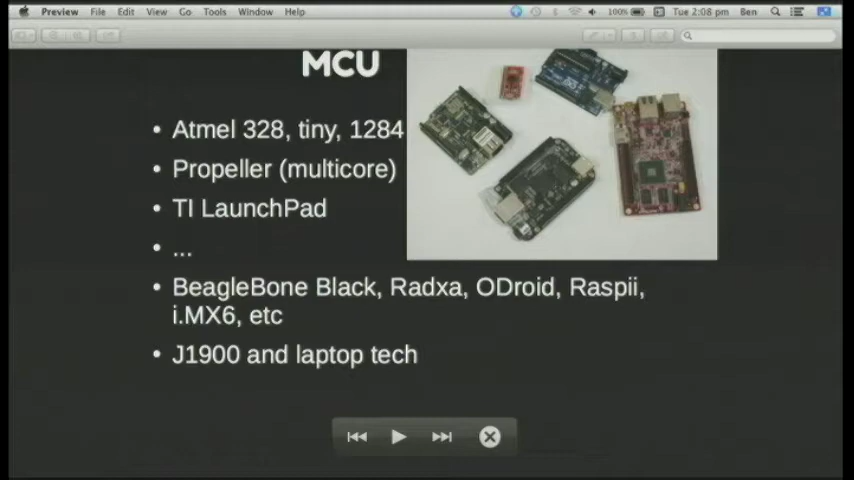 Preview File Edit View Go Tools Window Help 100% Tue 2:08 pm Ben
MCU
• Atmel 328, tiny, 1284
• Propeller (multicore)
• TI LaunchPad
• ...
• BeagleBone Black, Radxa, ODroid, Raspii,
i.MX6, etc
• J1900 and laptop tech